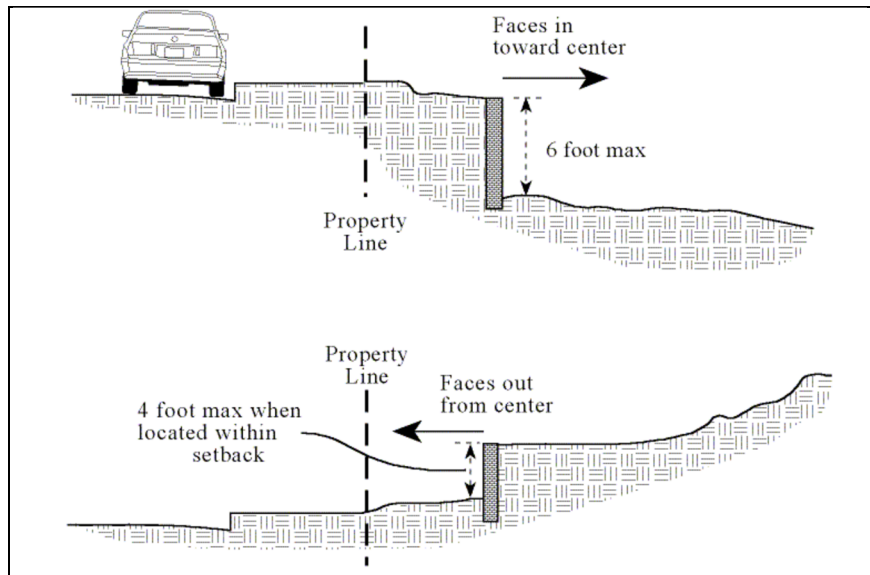 Faces in
toward center
6 foot max
Property
Line
Property
Line
Faces out
from center
4 foot max when
located within
setback